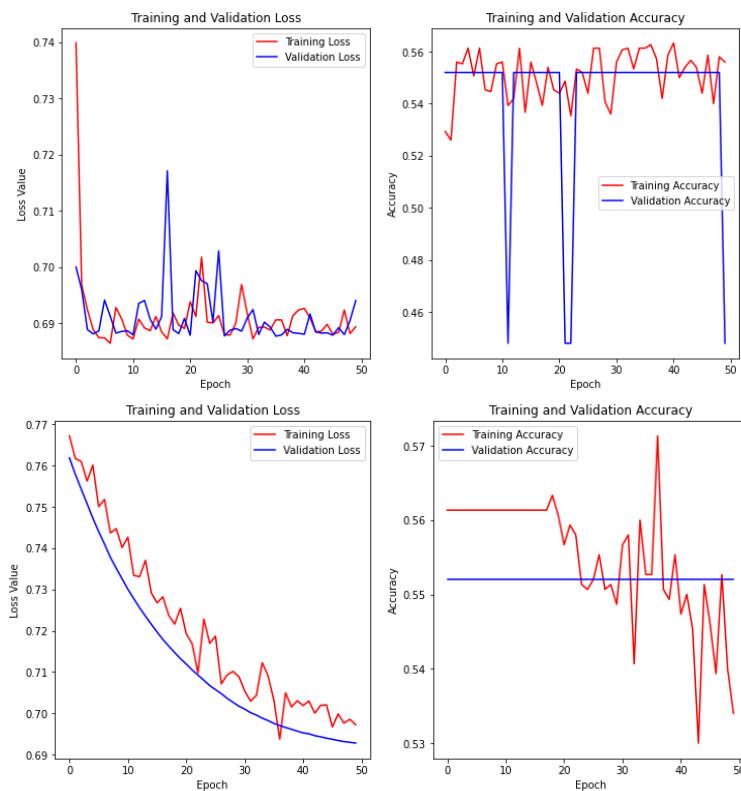 Training and Validation Loss
Training Loss
Validation Loss
0.74
0.73
0.72
0.71
0.70
0.69
Loss Value
0
10
20
30
40
50
Epoch
Training and Validation Accuracy
Training Accuracy
Validation Accuracy
0.56
0.54
0.52
0.50
0.48
0.46
Accuracy
0
10
20
30
40
50
Epoch
Training and Validation Loss
Training Loss
Validation Loss
0.77
0.76
0.75
0.74
0.73
0.72
0.71
0.70
0.69
Loss Value
0
10
20
30
40
50
Epoch
Training and Validation Accuracy
Training Accuracy
Validation Accuracy
0.57
0.56
0.55
0.54
0.53
Accuracy
0
10
20
30
40
50
Epoch